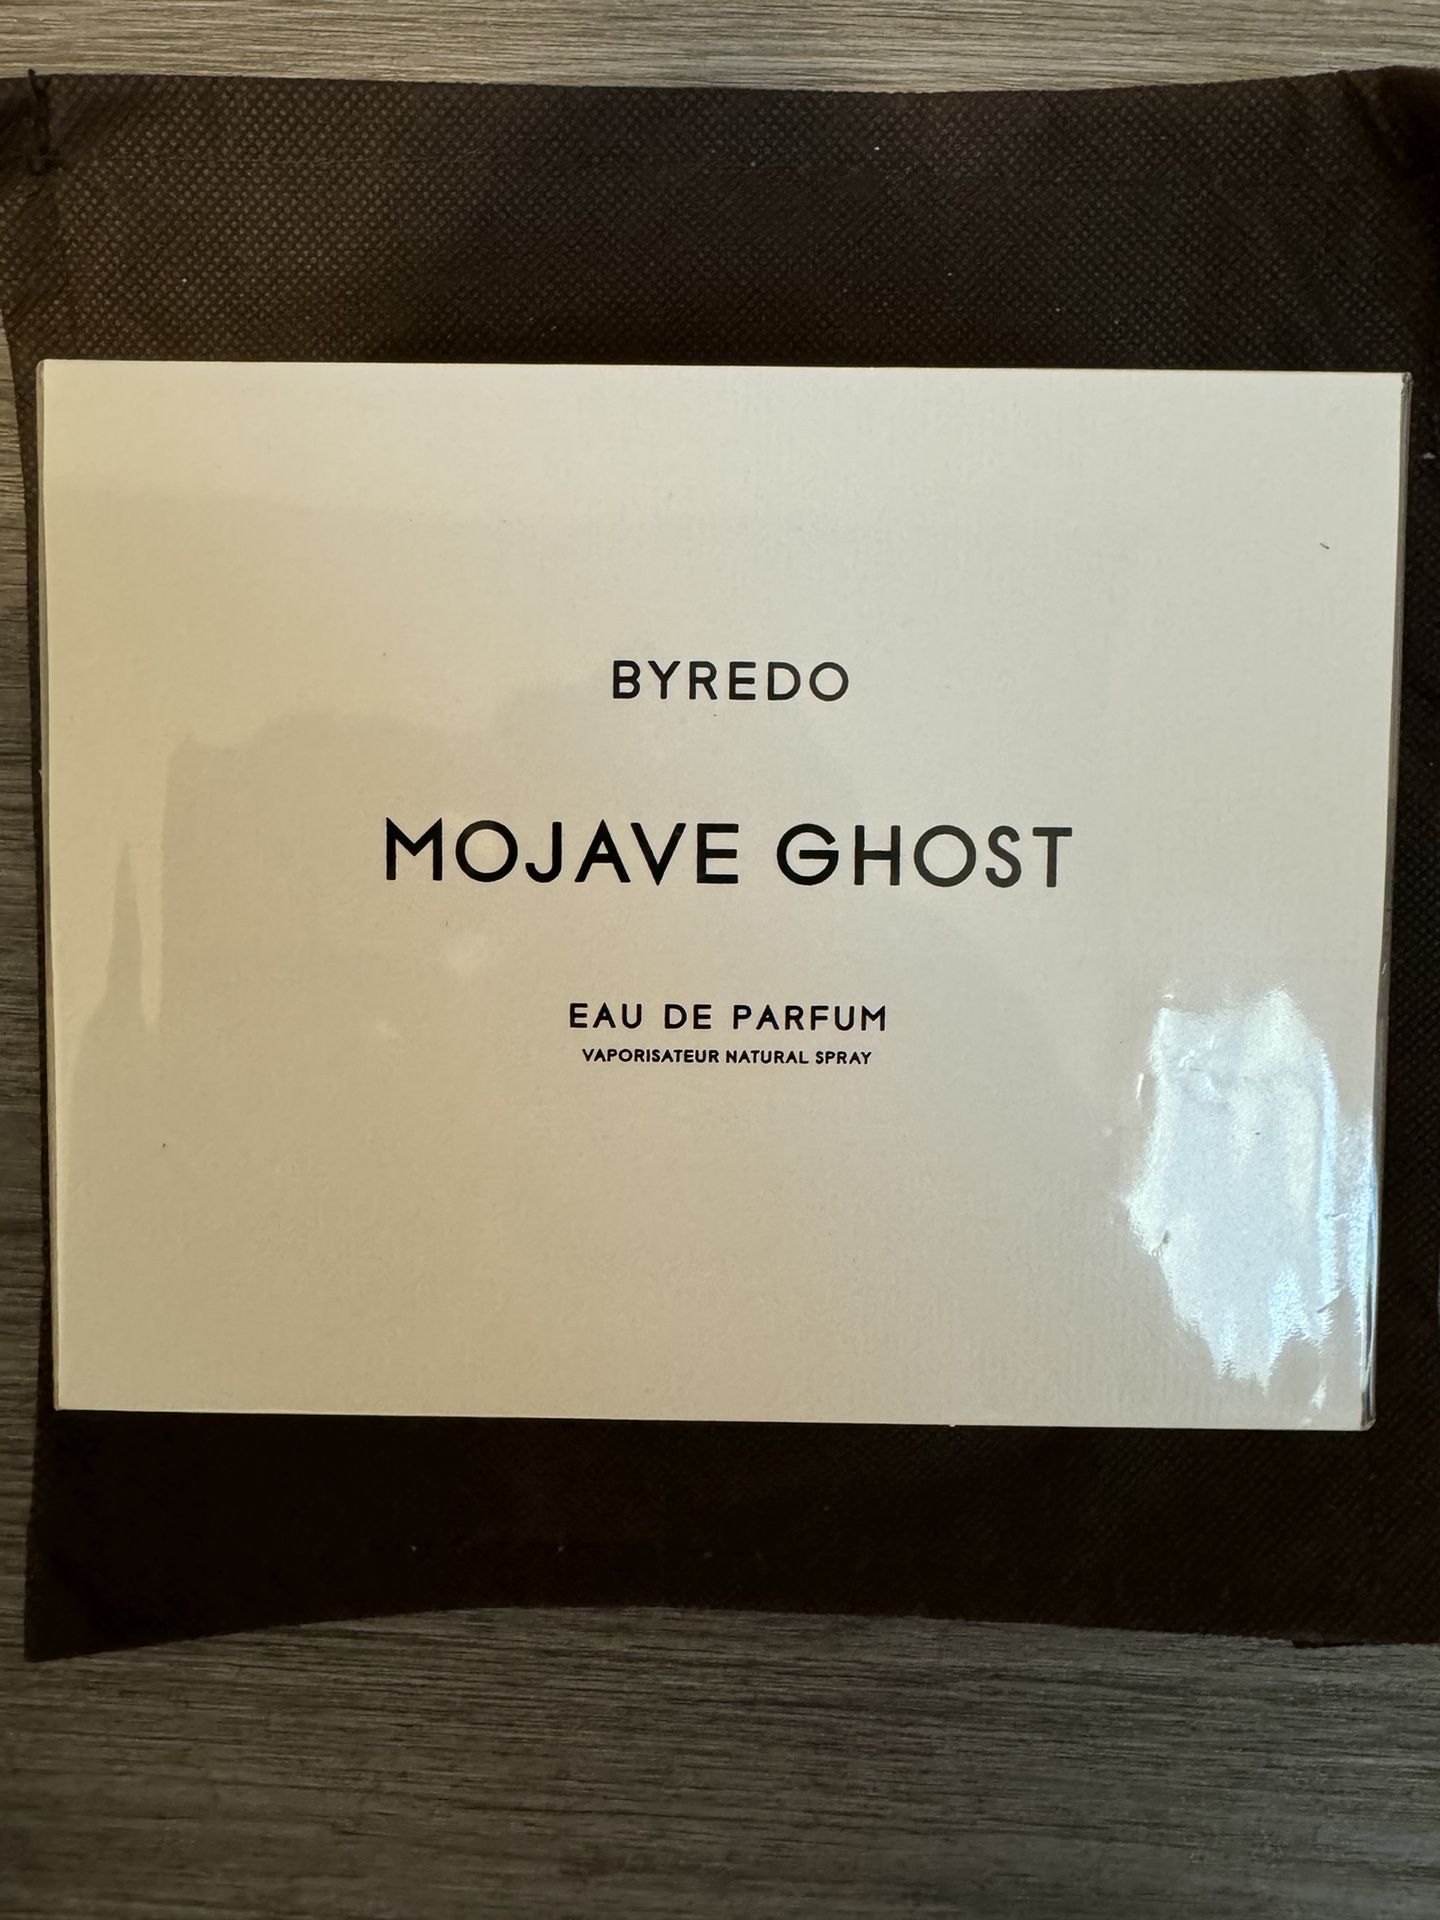 BYREDO
MOJAVE GHOST
EAU DE PARFUM
VAPORISATEUR NATURAL SPRAY